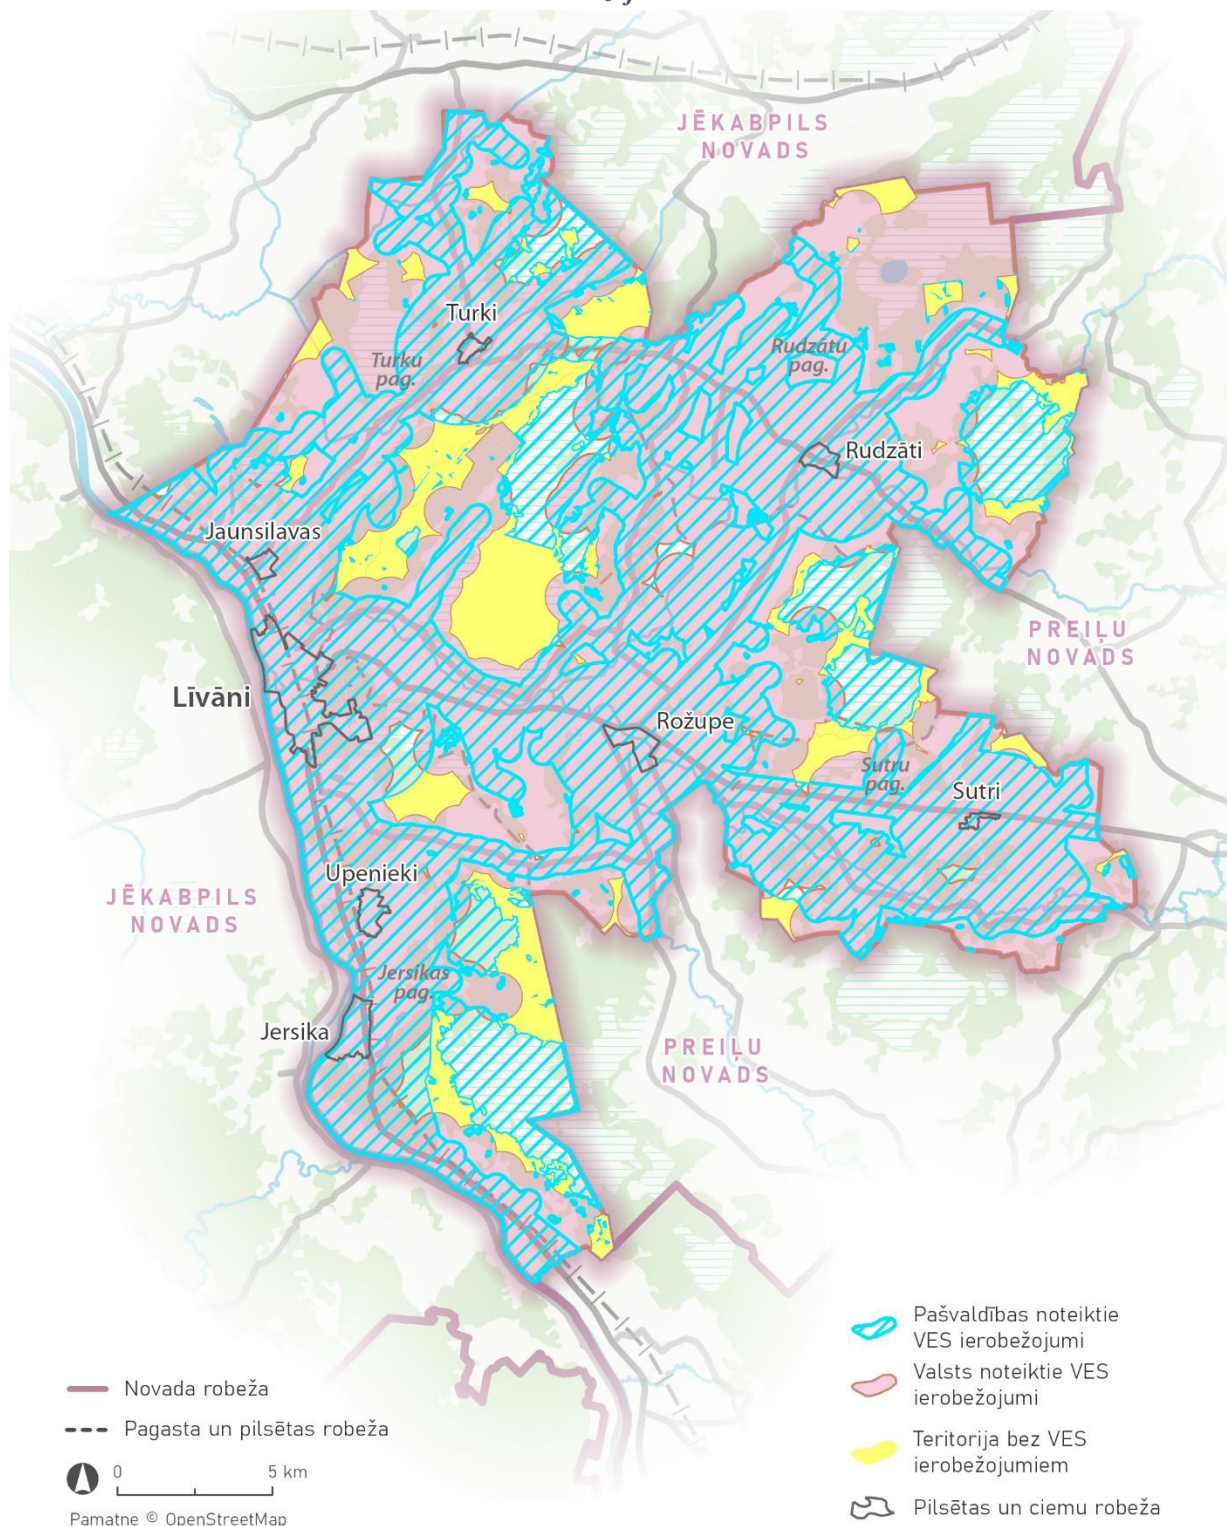 JĒKABPILS
NOVADS
Turki
Turku
pag.
Rudzātu
pag.
Rudzāti
Jaunsilavas
PREIĻU
NOVADS
Līvāni
Rožupe
Sutru
pag.
Sutri
Upenieki
JĒKABPILS
NOVADS
Jersikas
pag.
Jersika
PREIĻU
NOVADS
Pašvaldības noteiktie
VES ierobežojumi
Valsts noteiktie VES
ierobežojumi
Teritorija bez VES
ierobežojumiem
Pilsētas un ciemu robeža
Novada robeža
Pagasta un pilsētas robeža
0 5 km
Pamatne © OpenStreetMap